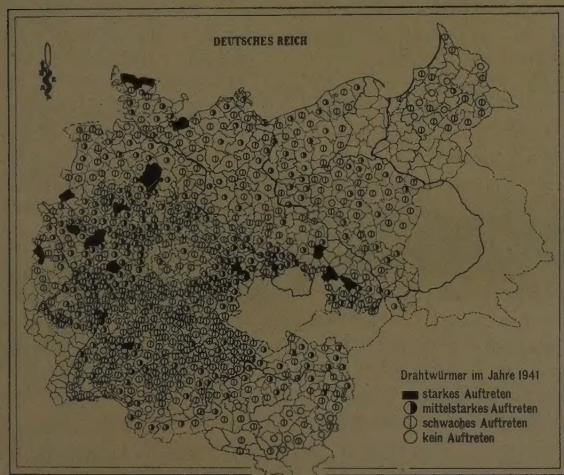 DEUTSCHES REICH
Drahtwürmer im Jahre 1941
starkes Auftreten
mittelstarkes Auftreten
schwaches Auftreten
kein Auftreten